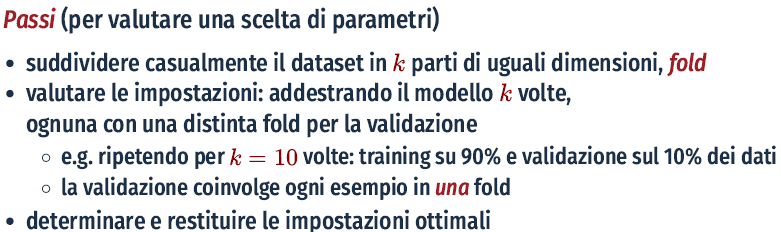 Passi (per valutare una scelta di parametri)
• suddividere casualmente il dataset in k parti di uguali dimensioni, fold
• valutare le impostazioni: addestrando il modello k volte,
ognuna con una distinta fold per la validazione
◦ e.g. ripetendo per k = 10 volte: training su 90% e validazione sul 10% dei dati
◦ la validazione coinvolge ogni esempio in una fold
• determinare e restituire le impostazioni ottimali